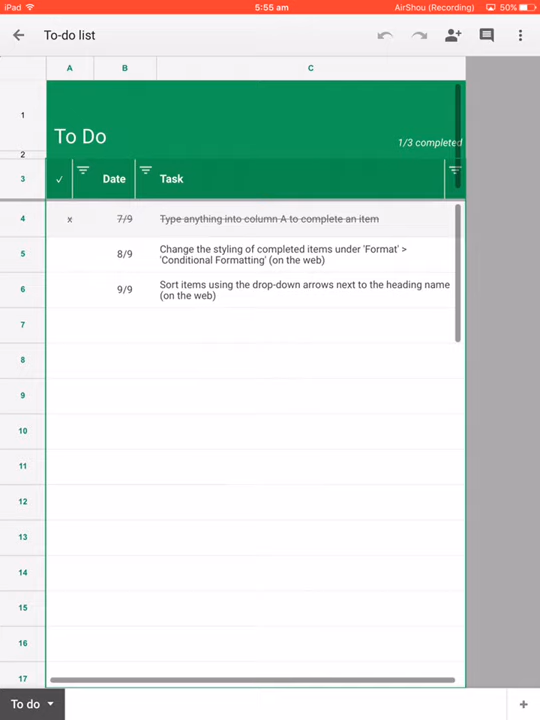 iPad 5:55 am AirShou (Recording) 50%
To-do list
A B C
1
To Do 1/3 completed
2
3 ✓ Date Task
4 x 7/9 Type anything into column A to complete an item
5 8/9 Change the styling of completed items under 'Format' >
'Conditional Formatting' (on the web)
6 9/9 Sort items using the drop-down arrows next to the heading name
(on the web)
7
8
9
10
11
12
13
14
15
16
17
To do